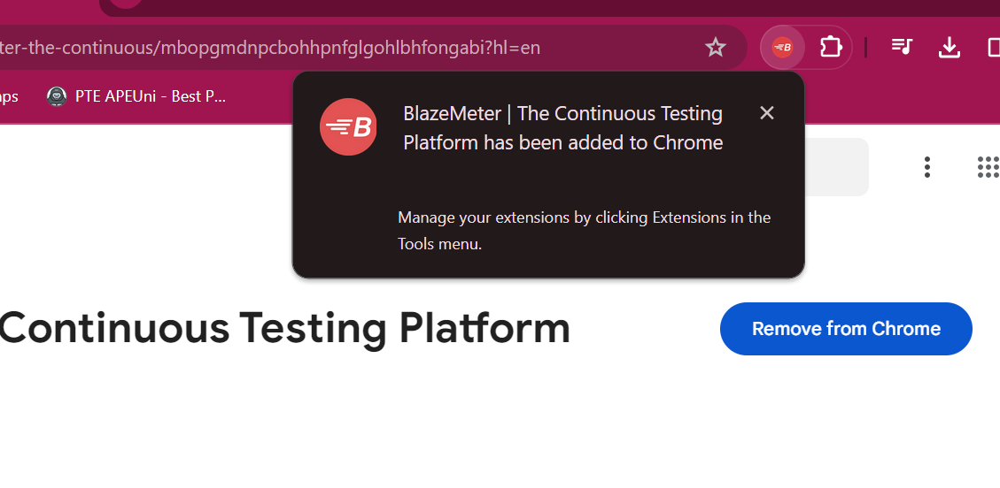 ter-the-continuous/mbopgmdnpcbohhpnfglgohlbhfongabi?hl=en
B
aps
PTE APEUni - Best P...
B
BlazeMeter | The Continuous Testing
Platform has been added to Chrome
Manage your extensions by clicking Extensions in the
Tools menu.
Continuous Testing Platform
Remove from Chrome